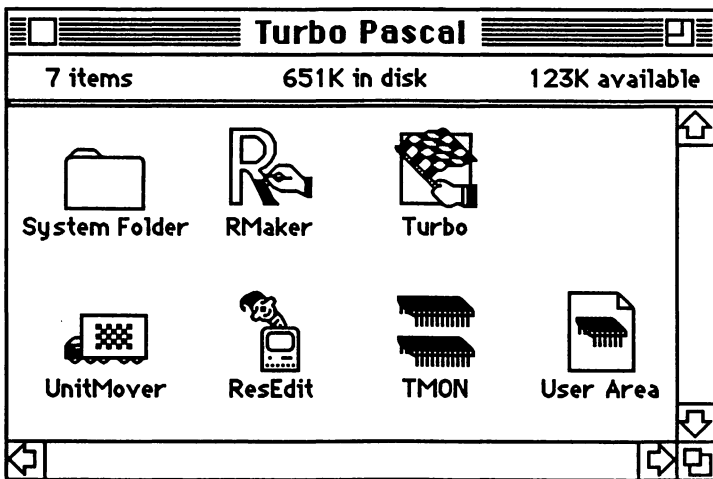 Turbo Pascal
7 items 651K in disk 123K available
System Folder RMaker Turbo
UnitMover ResEdit TMON User Area